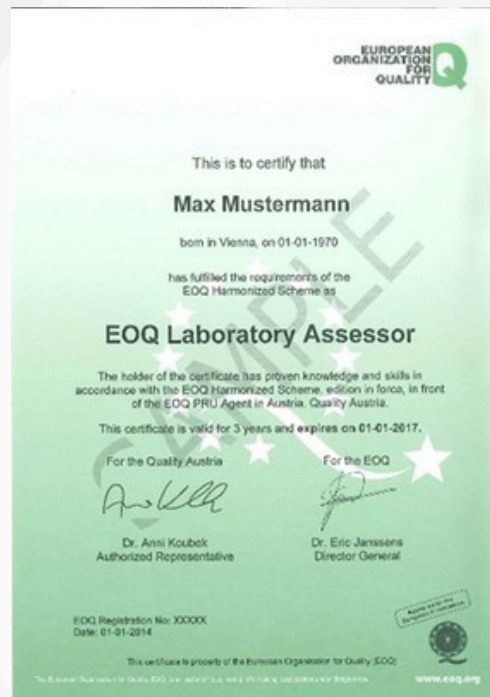 EUROPEAN
ORGANIZATION
FOR
QUALITY
This is to certify that
Max Mustermann
born in Vienna, on 01-01-1970
has fulfilled the requirements of the
EOQ Harmonized Scheme as
EOQ Laboratory Assessor
The holder of the certificate has proven knowledge and skills in
accordance with the EOQ Harmonized Scheme, edition in force, in front
of the EOQ PRU Agent in Austria, Quality Austria.
This certificate is valid for 3 years and expires on 01-01-2017.
SAMPLE
For the Quality Austria For the EOQ
Dr. Anni Koubek Dr. Eric Janssens
Authorized Representative Director General
EOQ Registration No: XXXXX
Date: 01-01-2014
This certificate is property of the European Organization for Quality (EOQ)
www.eoq.org